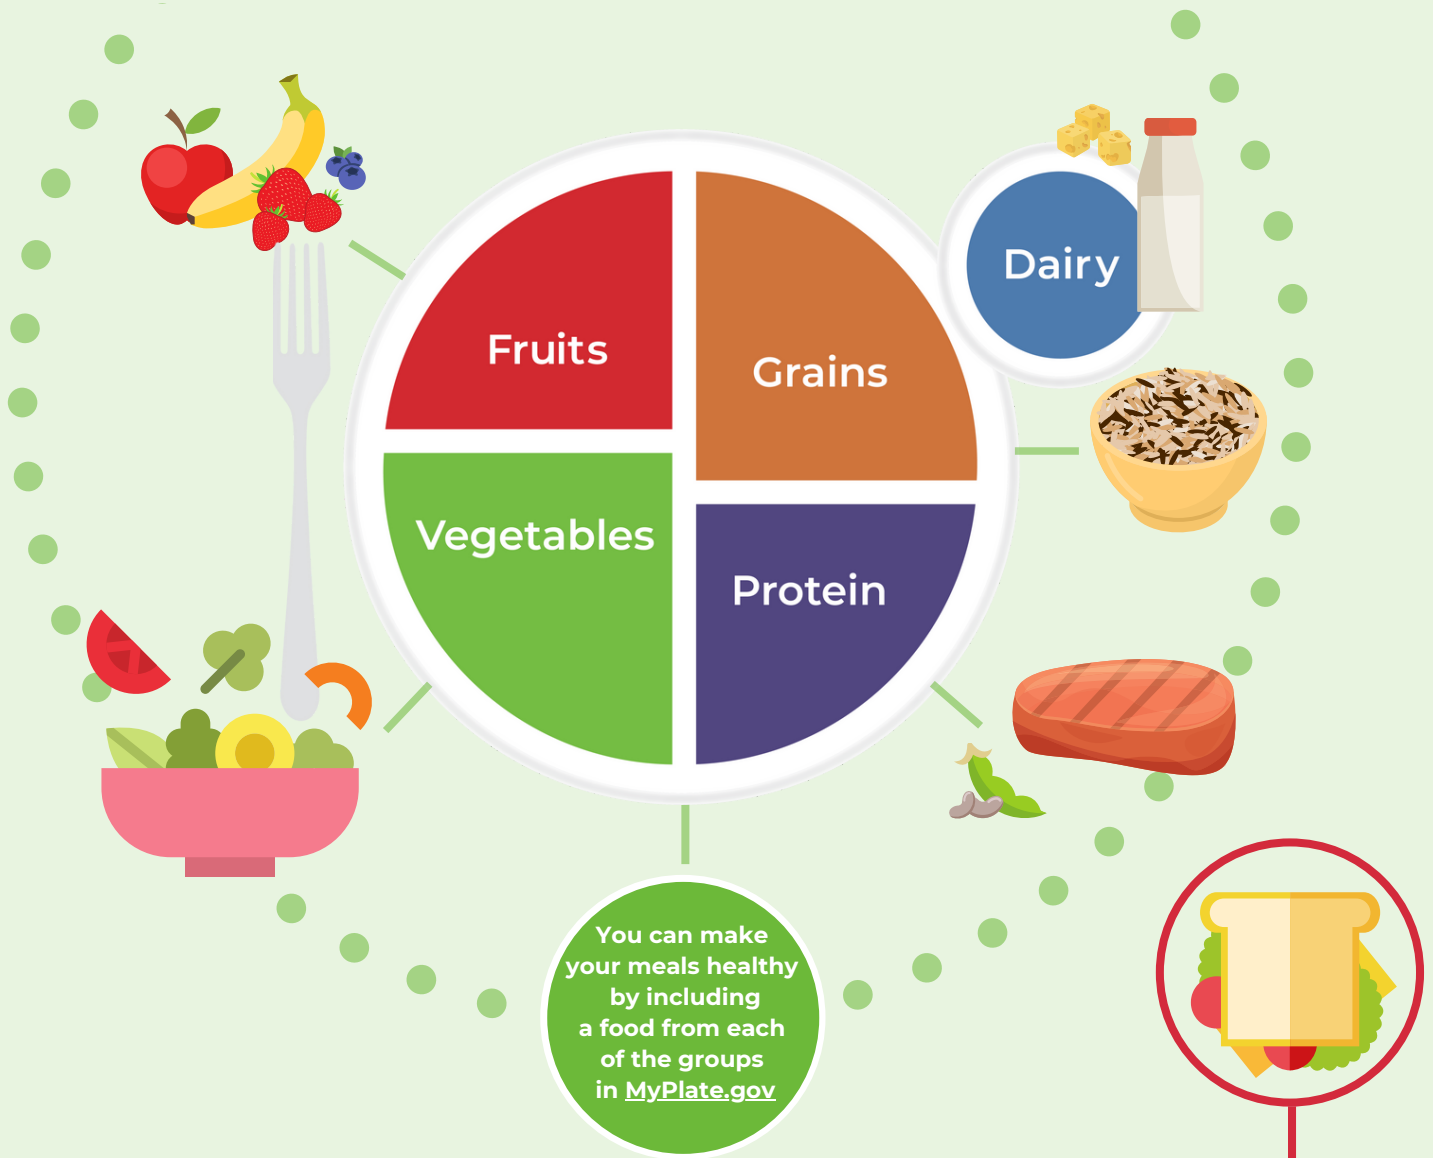 Dairy
Fruits
Grains
Vegetables
Protein
You can make
your meals healthy
by including
a food from each
of the groups
in MyPlate.gov